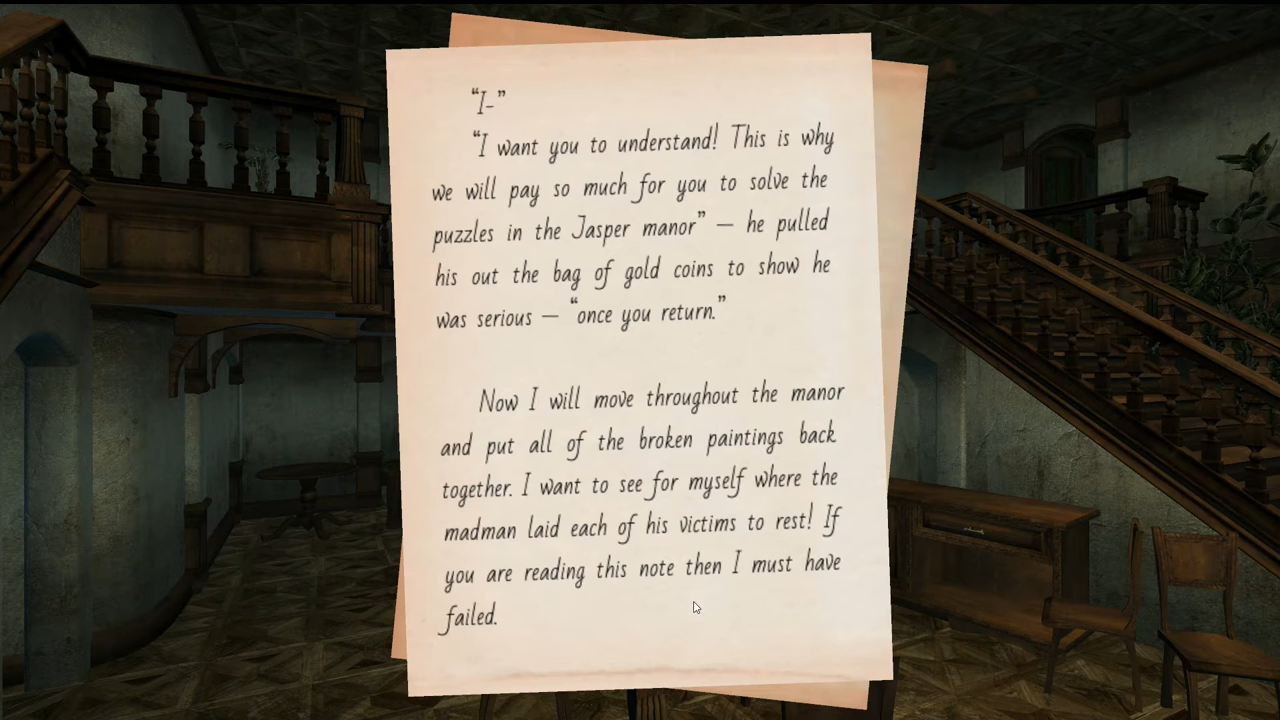 “I-”
“I want you to understand! This is why
we will pay so much for you to solve the
puzzles in the Jasper manor” — he pulled
his out the bag of gold coins to show he
was serious — “once you return.”
Now I will move throughout the manor
and put all of the broken paintings back
together. I want to see for myself where the
madman laid each of his victims to rest! If
you are reading this note then I must have
failed.